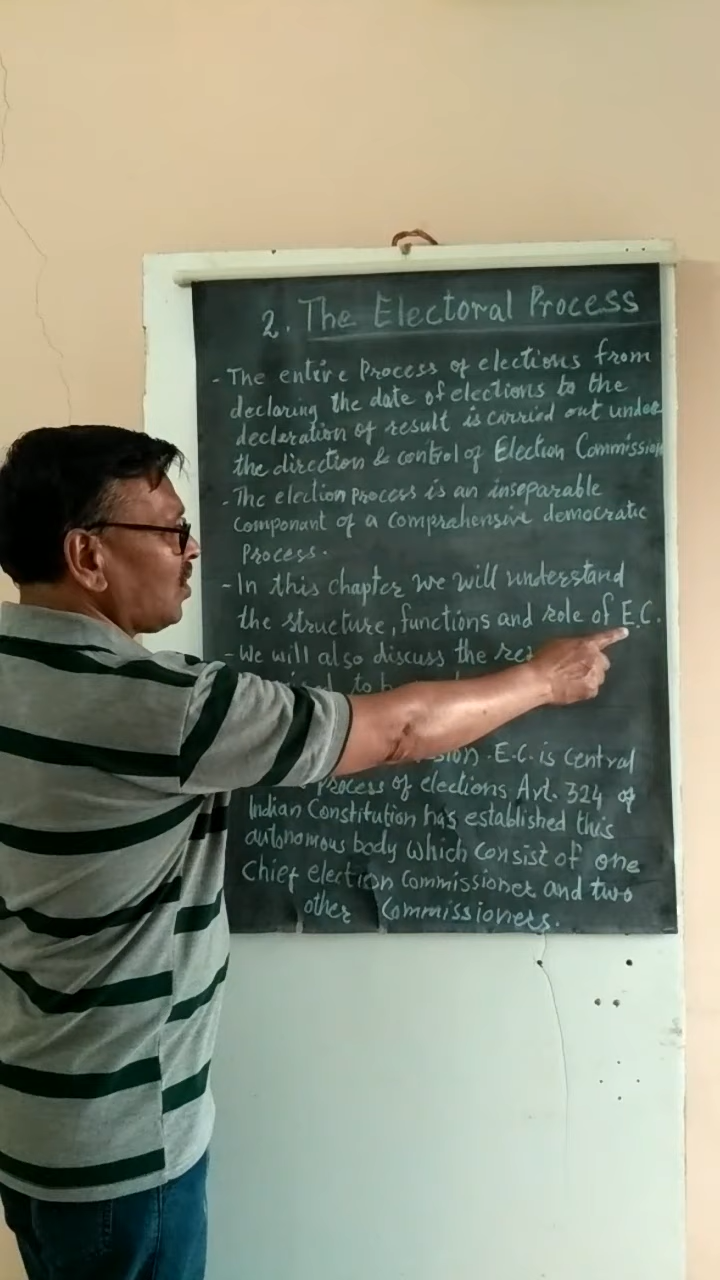 2. The Electoral Process
- The entire Process of elections from
declaring the date of elections to the
declaration of result is carried out under
the direction & control of Election Commission
- The election process is an inseparable
componant of a comprehensive democratic
Process.
- In this chapter we will understand
the structure, functions and role of E.C.
- We will also discuss the
to
E.C. is Central
Process of elections Art. 324 of
Indian Constitution has established this
autonomous body which consist of one
Chief election Commissioner and two
other Commissioners.